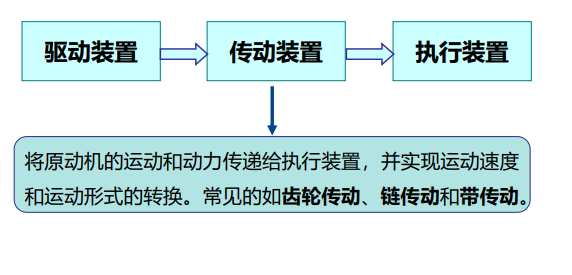 驱动装置 传动装置 执行装置
将原动机的运动和动力传递给执行装置，并实现运动速度
和运动形式的转换。常见的如齿轮传动、链传动和带传动。